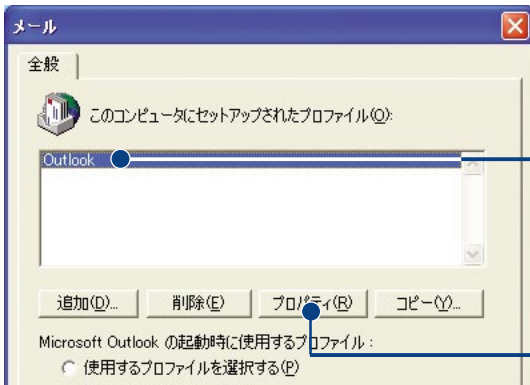 メール
全般
このコンピュータにセットアップされたプロファイル(O):
Outlook
追加(D)... 削除(E) プロパティ(R) コピー(Y)...
Microsoft Outlook の起動時に使用するプロファイル:
使用するプロファイルを選択する(P)